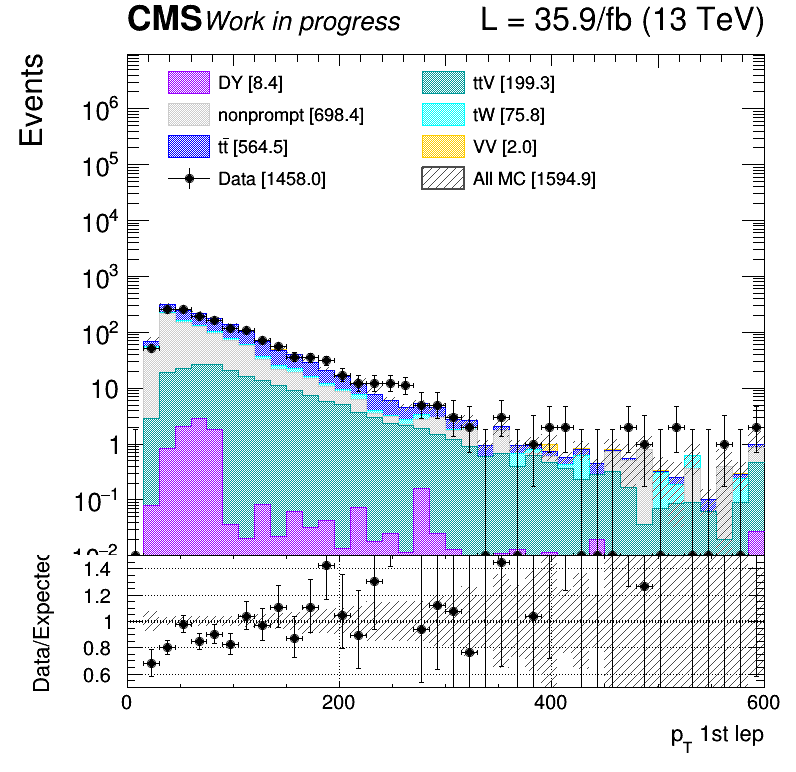 CMS Work in progress L = 35.9/fb (13 TeV)
Events
DY [8.4] ttV [199.3]
nonprompt [698.4] tW [75.8]
tt̄ [564.5] VV [2.0]
Data [1458.0] All MC [1594.9]
10⁶
10⁵
10⁴
10³
10²
10
1
10⁻¹
10⁻²
Data/Expected
1.4
1.2
1
0.8
0.6
0 200 400 600
p_T 1st lep